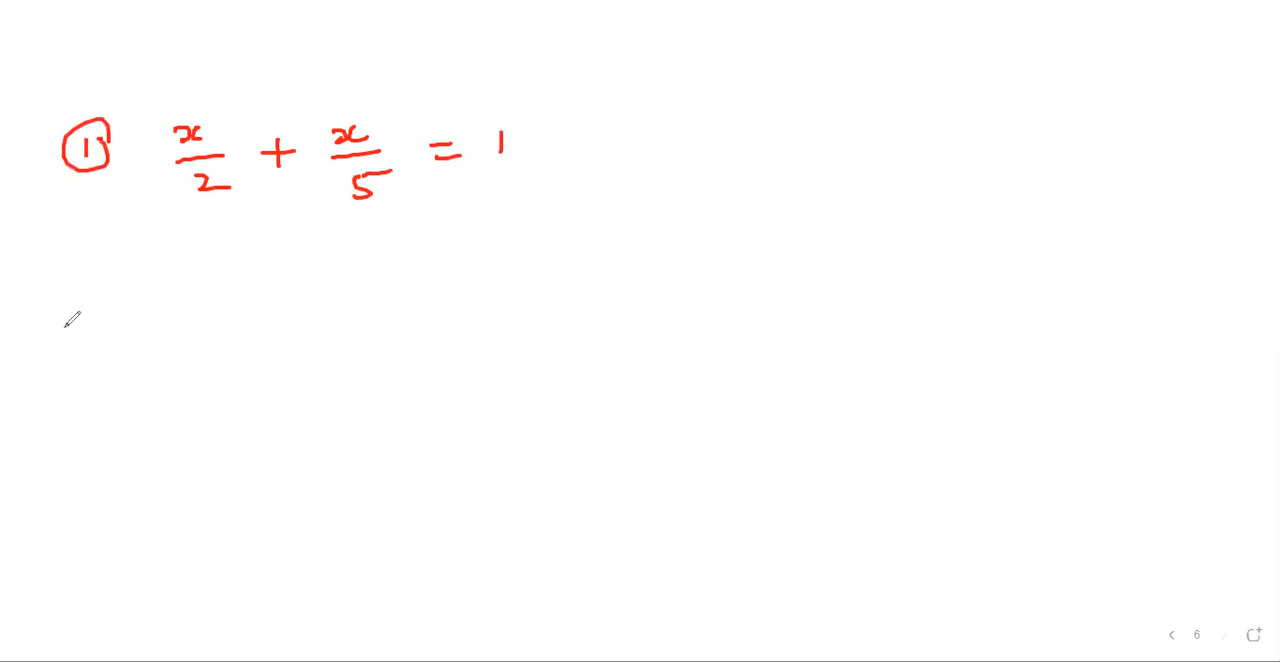 ① x/2 + x/5 = 1
6